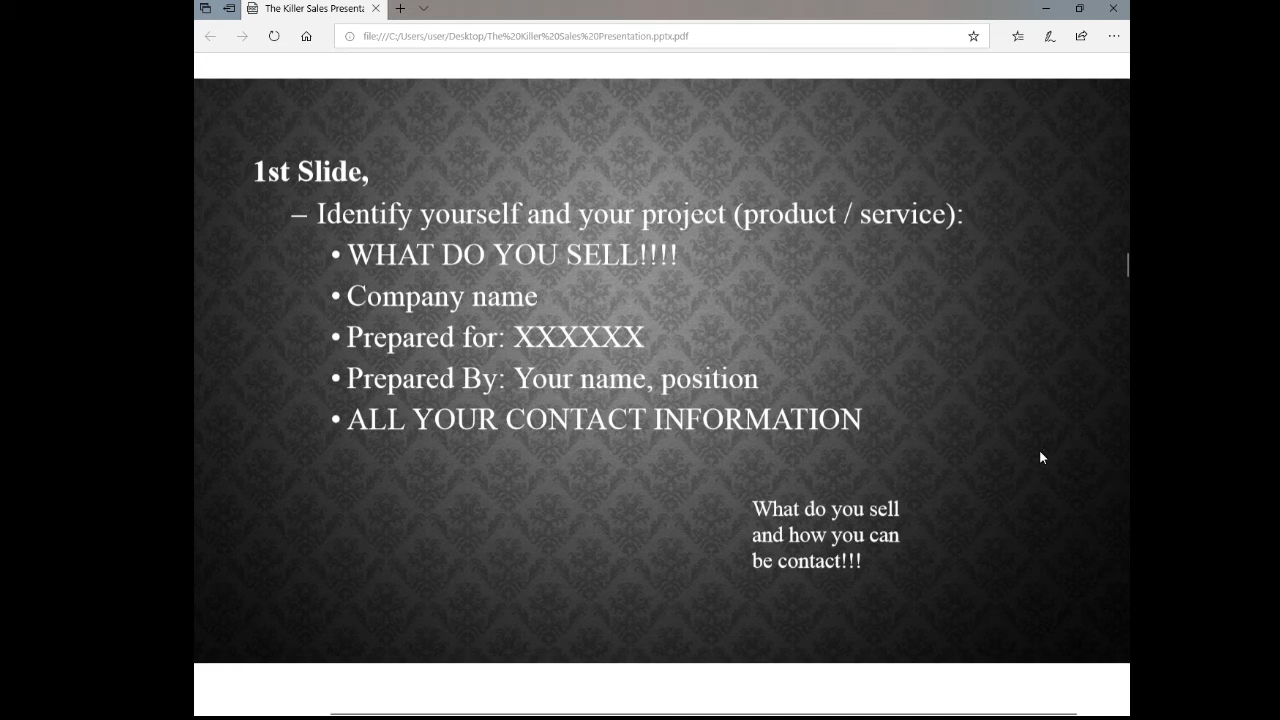 The Killer Sales Presenta
file:///C:/Users/user/Desktop/The%20Killer%20Sales%20Presentation.pptx.pdf
1st Slide,
– Identify yourself and your project (product / service):
• WHAT DO YOU SELL!!!!
• Company name
• Prepared for: XXXXXX
• Prepared By: Your name, position
• ALL YOUR CONTACT INFORMATION
What do you sell
and how you can
be contact!!!